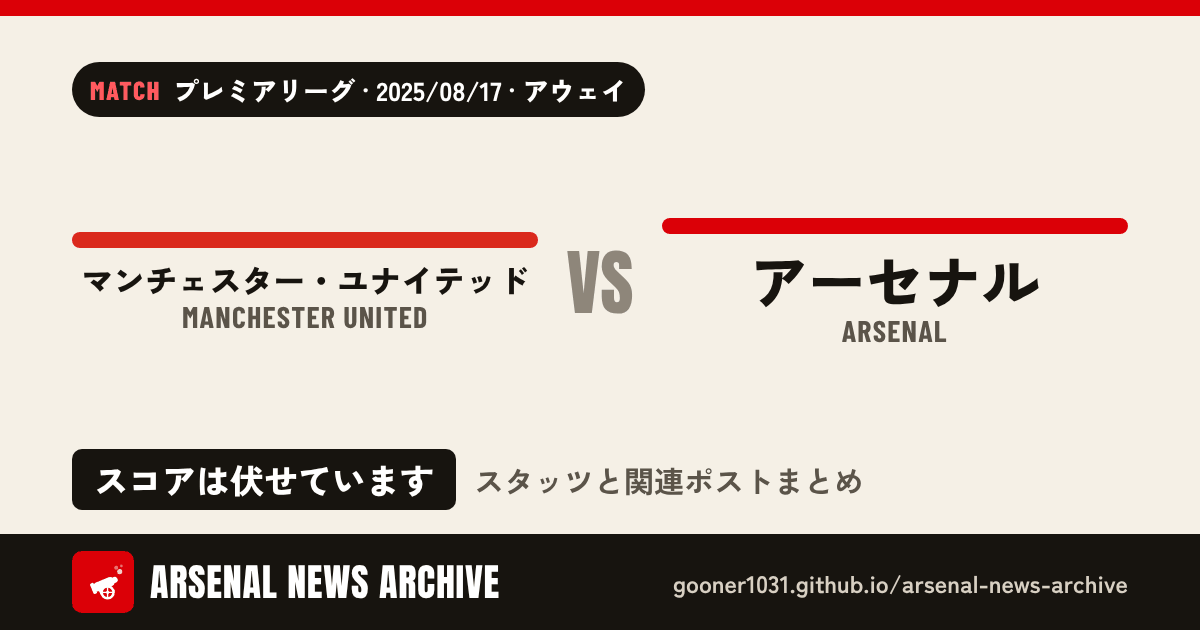 MATCH プレミアリーグ · 2025/08/17 · アウェイ
マンチェスター・ユナイテッド
MANCHESTER UNITED
VS
アーセナル
ARSENAL
スコアは伏せています スタッツと関連ポストまとめ
ARSENAL NEWS ARCHIVE
gooner1031.github.io/arsenal-news-archive